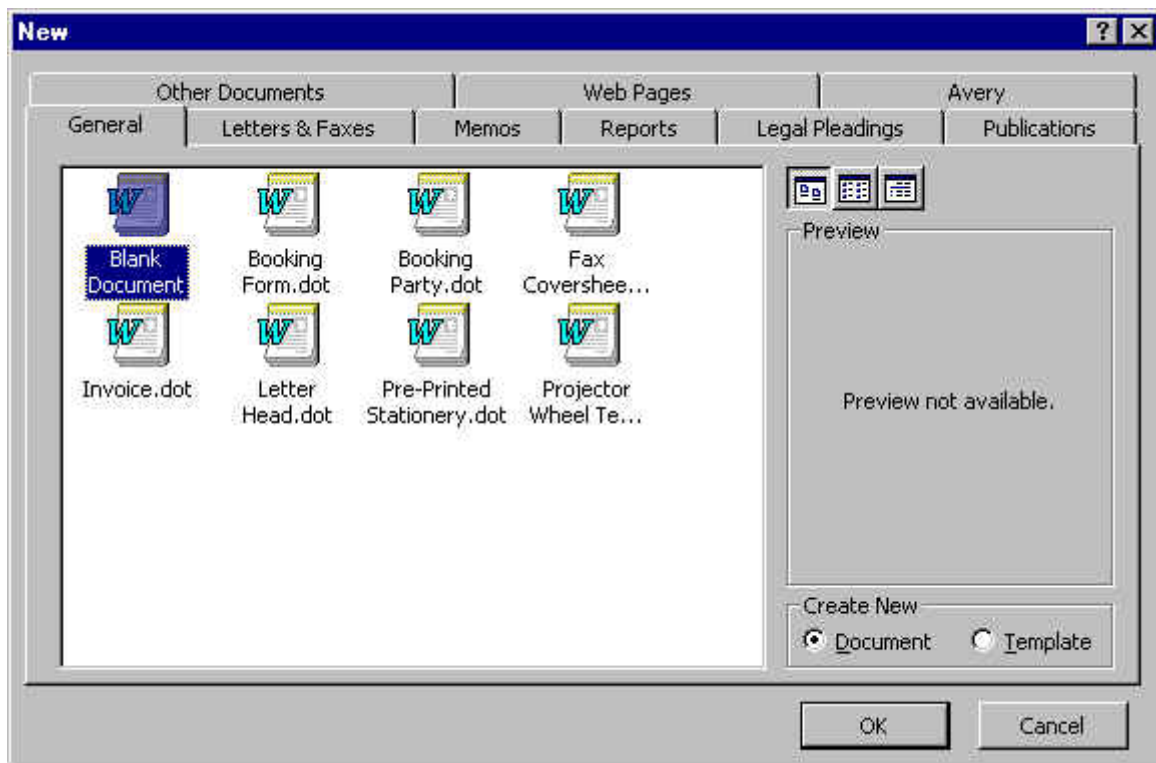 New
Other Documents Web Pages Avery
General Letters & Faxes Memos Reports Legal Pleadings Publications
Blank Document
Booking Form.dot
Booking Party.dot
Fax Covershee...
Invoice.dot
Letter Head.dot
Pre-Printed Stationery.dot
Projector Wheel Te...
Preview
Preview not available.
Create New
Document Template
OK Cancel